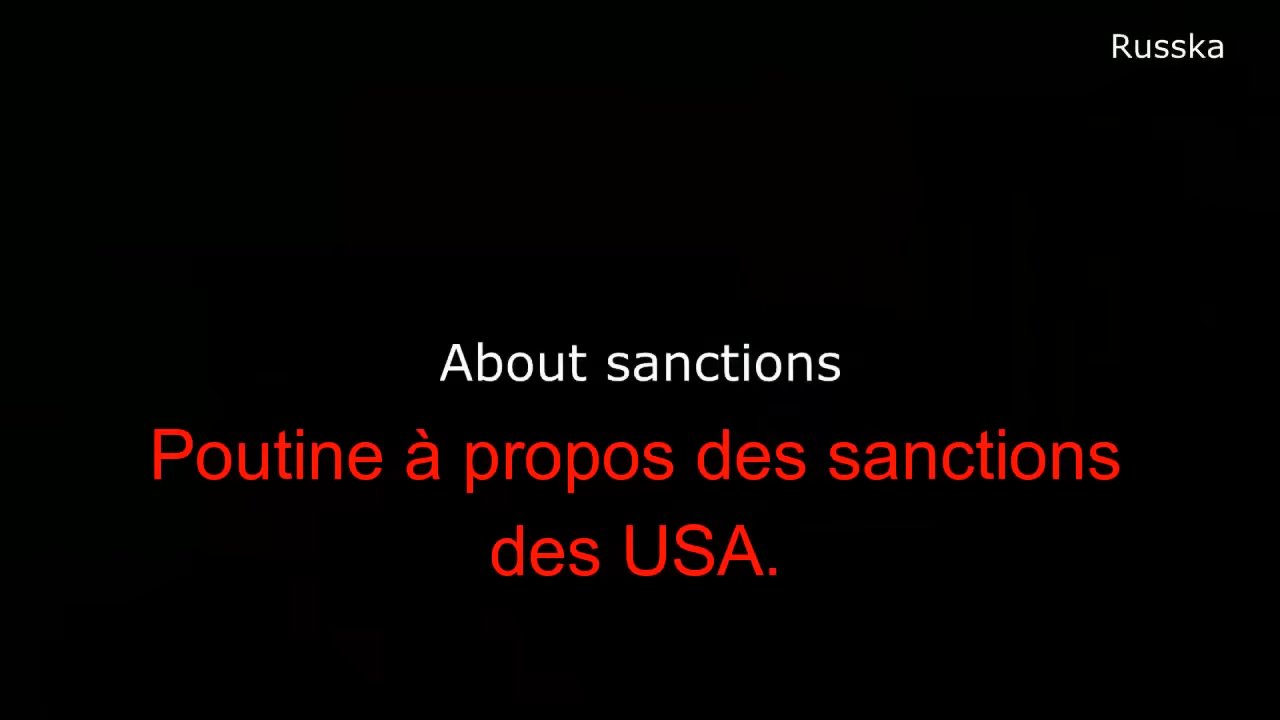 Russka
About sanctions
Poutine à propos des sanctions
des USA.